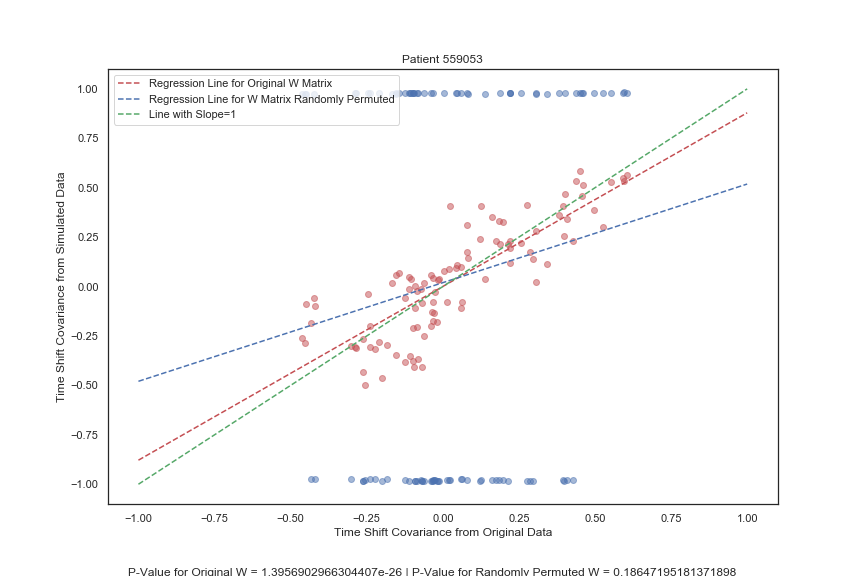 Patient 559053
Regression Line for Original W Matrix
Regression Line for W Matrix Randomly Permuted
Line with Slope=1
1.00
0.75
0.50
0.25
0.00
−0.25
−0.50
−0.75
−1.00
Time Shift Covariance from Simulated Data
−1.00 −0.75 −0.50 −0.25 0.00 0.25 0.50 0.75 1.00
Time Shift Covariance from Original Data
P-Value for Original W = 1.3956902966304407e-26 | P-Value for Randomly Permuted W = 0.18647195181371898